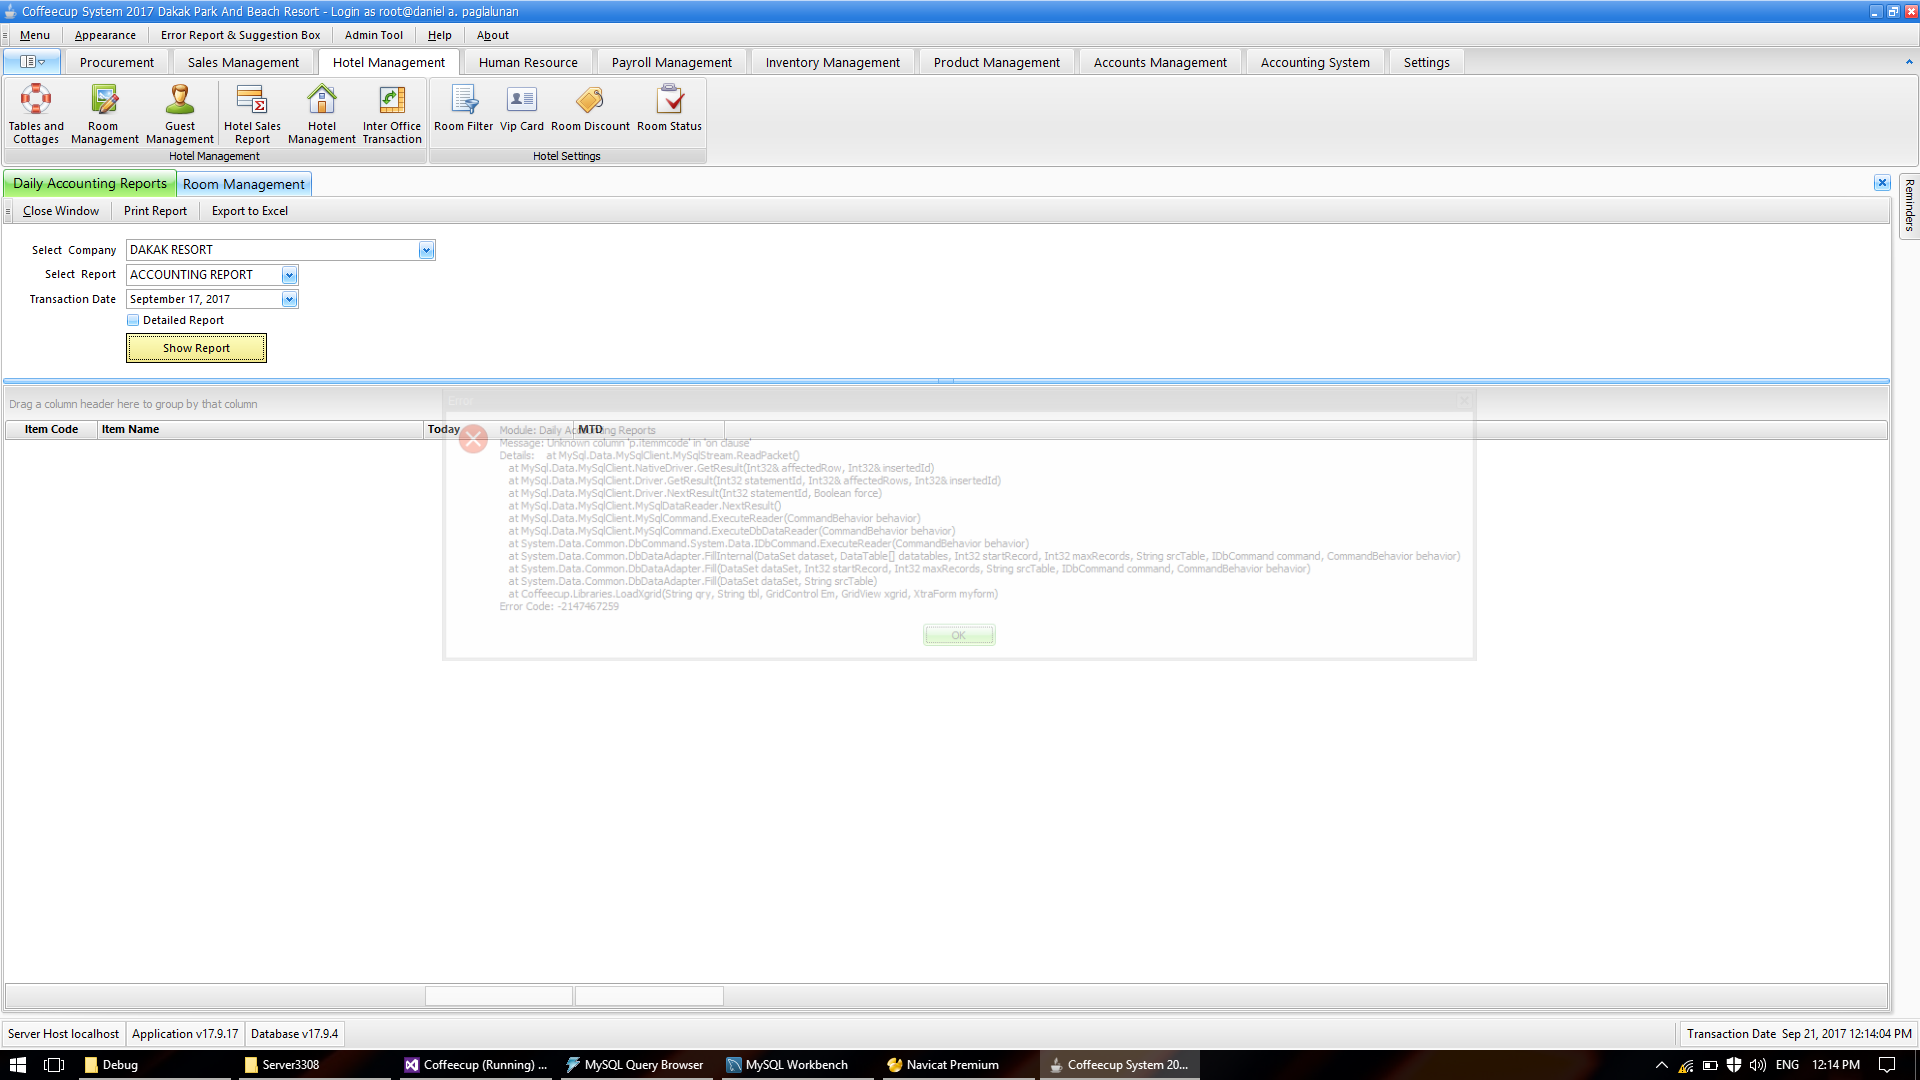 Coffeecup System 2017 Dakak Park And Beach Resort - Login as root@daniel a. paglalunan
Menu Appearance Error Report & Suggestion Box Admin Tool Help About
Procurement Sales Management Hotel Management Human Resource Payroll Management Inventory Management Product Management Accounts Management Accounting System Settings
Tables and Cottages
Room Management
Guest Management
Hotel Sales Report
Hotel Management
Inter Office Transaction
Room Filter
Vip Card
Room Discount
Room Status
Hotel Management
Hotel Settings
Reminders
Daily Accounting Reports Room Management
Close Window Print Report Export to Excel
Select Company DAKAK RESORT
Select Report ACCOUNTING REPORT
Transaction Date September 17, 2017
Detailed Report
Show Report
Drag a column header here to group by that column
Item Code Item Name Today MTD
Error
Module: Daily Accounting Reports
Message: Unknown column 'p.itemmcode' in 'on clause'
Details: at MySql.Data.MySqlClient.MySqlStream.ReadPacket()
at MySql.Data.MySqlClient.NativeDriver.GetResult(Int32& affectedRow, Int32& insertedId)
at MySql.Data.MySqlClient.Driver.GetResult(Int32 statementId, Int32& affectedRows, Int32& insertedId)
at MySql.Data.MySqlClient.Driver.NextResult(Int32 statementId, Boolean force)
at MySql.Data.MySqlClient.MySqlDataReader.NextResult()
at MySql.Data.MySqlClient.MySqlCommand.ExecuteReader(CommandBehavior behavior)
at MySql.Data.MySqlClient.MySqlCommand.ExecuteDbDataReader(CommandBehavior behavior)
at System.Data.Common.DbCommand.System.Data.IDbCommand.ExecuteReader(CommandBehavior behavior)
at System.Data.Common.DbDataAdapter.FillInternal(DataSet dataset, DataTable[] datatables, Int32 startRecord, Int32 maxRecords, String srcTable, IDbCommand command, CommandBehavior behavior)
at System.Data.Common.DbDataAdapter.Fill(DataSet dataSet, Int32 startRecord, Int32 maxRecords, String srcTable, IDbCommand command, CommandBehavior behavior)
at System.Data.Common.DbDataAdapter.Fill(DataSet dataSet, String srcTable)
at Coffeecup.Libraries.LoadXgrid(String qry, String tbl, GridControl Em, GridView xgrid, XtraForm myform)
Error Code: -2147467259
OK
Server Host localhost Application v17.9.17 Database v17.9.4 Transaction Date Sep 21, 2017 12:14:04 PM
Debug Server3308 Coffeecup (Running) ... MySQL Query Browser MySQL Workbench Navicat Premium Coffeecup System 20... ENG 12:14 PM